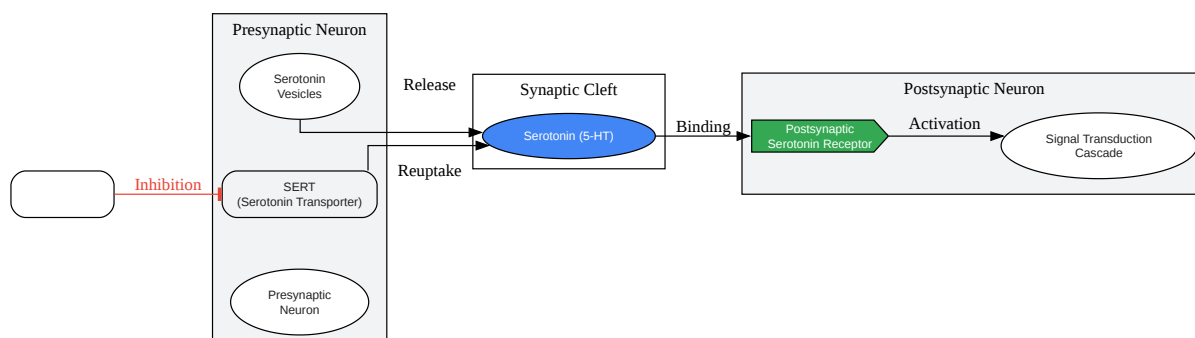 Presynaptic Neuron
Serotonin
Vesicles
Release
Synaptic Cleft
Serotonin (5-HT)
Reuptake
Inhibition
SERT
(Serotonin Transporter)
Presynaptic
Neuron
Binding
Postsynaptic Neuron
Postsynaptic
Serotonin Receptor
Activation
Signal Transduction
Cascade